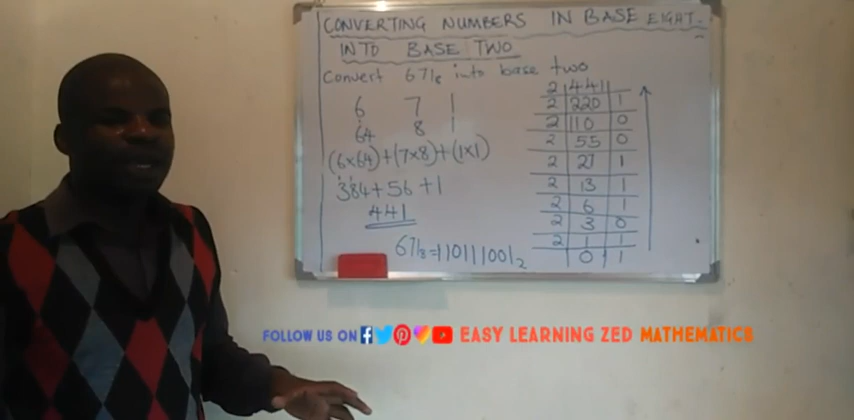 CONVERTING NUMBERS IN BASE EIGHT
INTO BASE TWO
Convert 671₈ into base two
6 7 1
64 8 1
(6×64)+(7×8)+(1×1)
384+56+1
441
671₈=110111001₂
2 441
2 220 1
2 110 0
2 55 0
2 27 1
2 13 1
2 6 1
2 3 0
2 1 1
0 1
FOLLOW US ON EASY LEARNING ZED MATHEMATICS